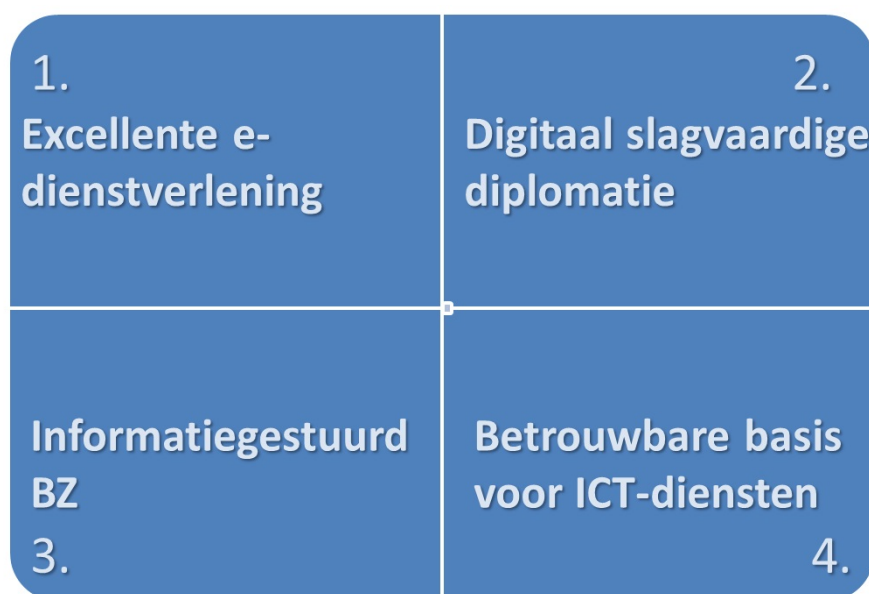 1.
Excellente e-
dienstverlening
2.
Digitaal slagvaardige
diplomatie
Informatiegestuurd
BZ
3.
Betrouwbare basis
voor ICT-diensten
4.